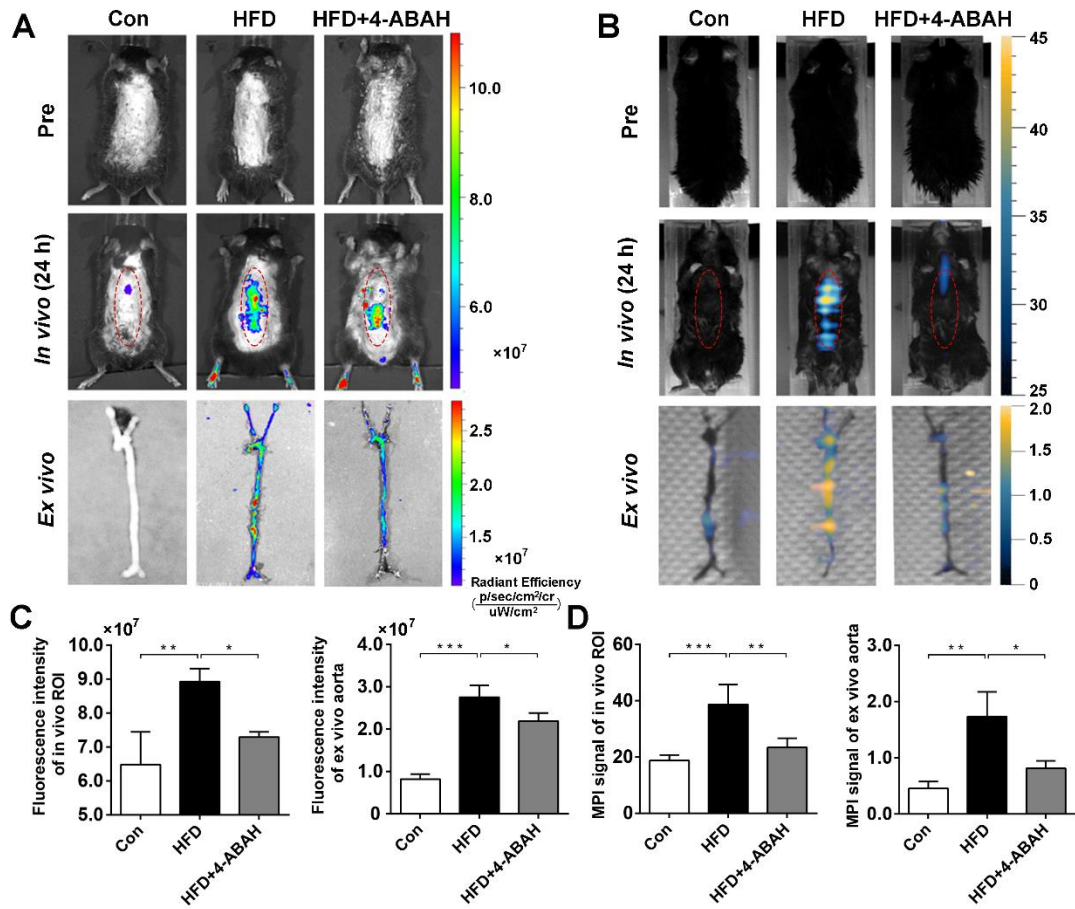 A
Con
HFD
HFD+4-ABAH
Pre
In vivo (24 h)
Ex vivo
10.0
8.0
6.0
×10⁷
2.5
2.0
1.5
×10⁷
Radiant Efficiency
(p/sec/cm²/cr
uW/cm²)
B
Con
HFD
HFD+4-ABAH
Pre
In vivo (24 h)
Ex vivo
45
40
35
30
25
2.0
1.5
1.0
0.5
0
C
×10⁷
Fluorescence intensity
of in vivo ROI
10.0
9.0
8.0
7.0
6.0
5.0
**
*
Con
HFD
HFD+4-ABAH
×10⁷
Fluorescence intensity
of ex vivo aorta
4.0
3.0
2.0
1.0
0
***
*
Con
HFD
HFD+4-ABAH
D
MPI signal of in vivo ROI
60
40
20
0
***
**
Con
HFD
HFD+4-ABAH
MPI signal of ex vivo aorta
3.0
2.0
1.0
0.0
**
*
Con
HFD
HFD+4-ABAH